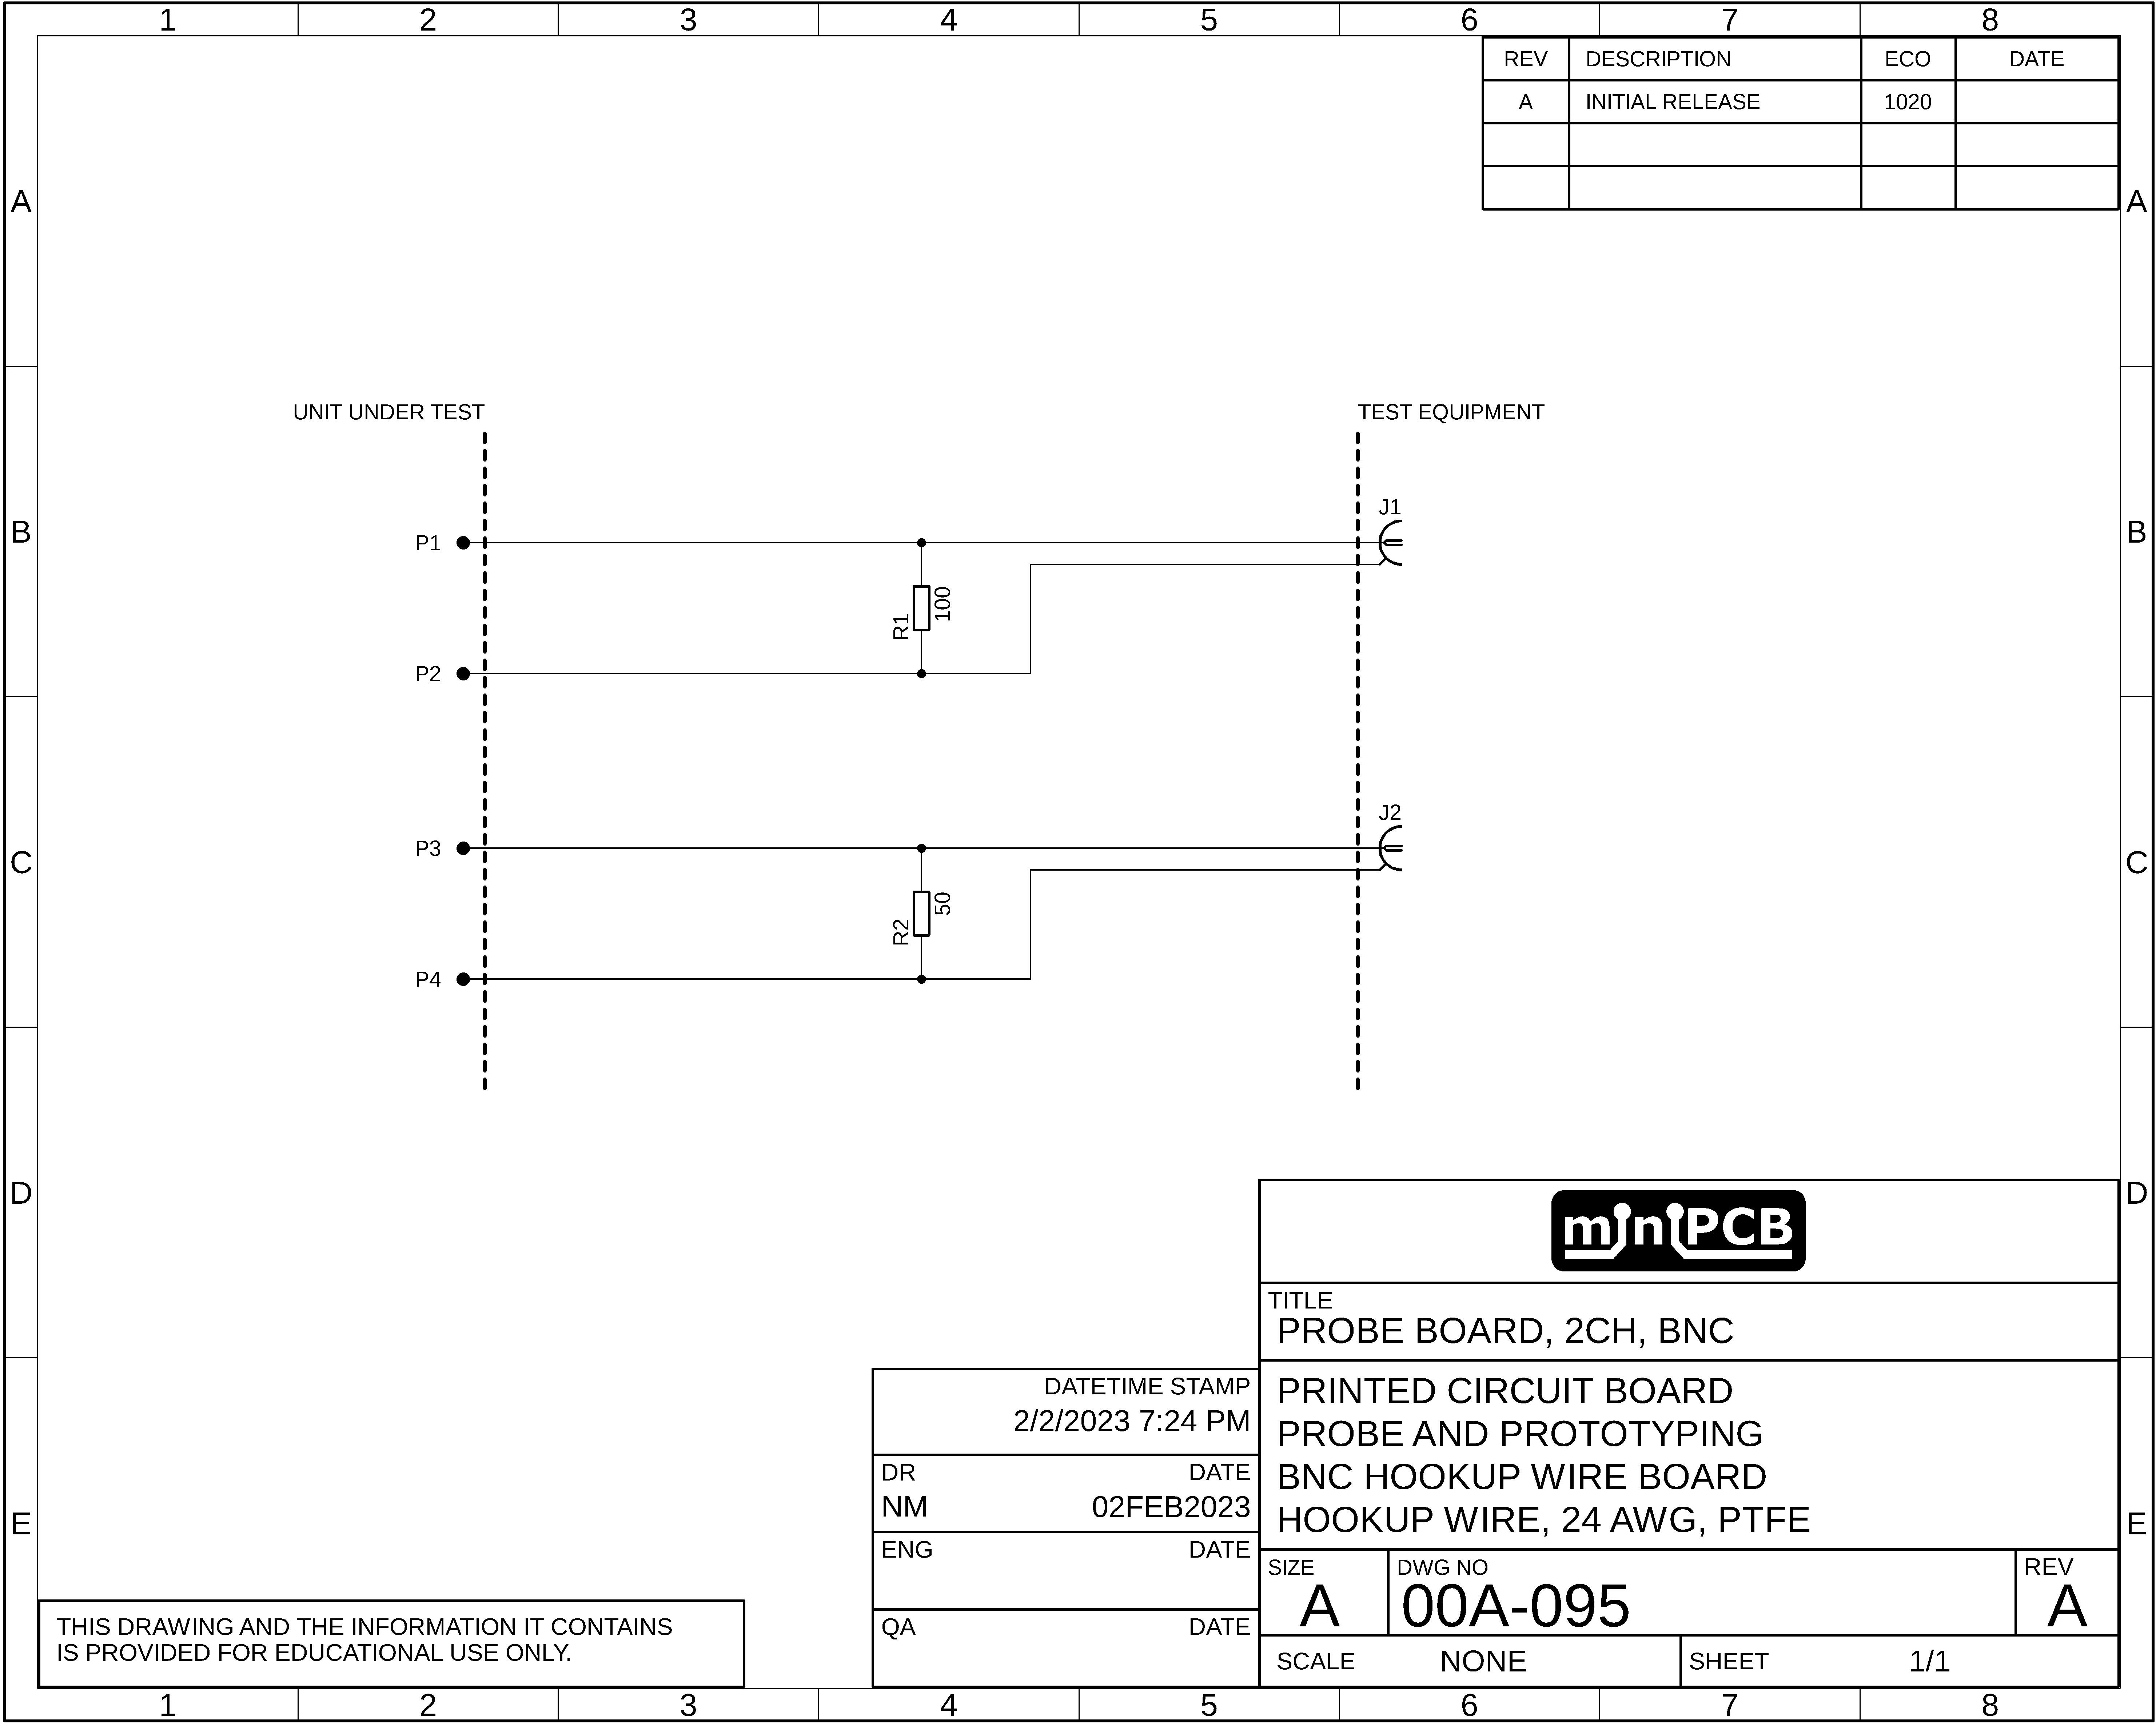 1 2 3 4 5 6 7 8
REV DESCRIPTION ECO DATE
A INITIAL RELEASE 1020
A A
UNIT UNDER TEST TEST EQUIPMENT
J1
B B
P1
R1 100
P2
J2
P3
C C
R2 50
P4
D D
miniPCB
TITLE
PROBE BOARD, 2CH, BNC
PRINTED CIRCUIT BOARD
PROBE AND PROTOTYPING
BNC HOOKUP WIRE BOARD
HOOKUP WIRE, 24 AWG, PTFE
DATETIME STAMP
2/2/2023 7:24 PM
DR DATE
NM 02FEB2023
E E
ENG DATE
QA DATE
SIZE DWG NO REV
A 00A-095 A
SCALE NONE SHEET 1/1
THIS DRAWING AND THE INFORMATION IT CONTAINS
IS PROVIDED FOR EDUCATIONAL USE ONLY.
1 2 3 4 5 6 7 8